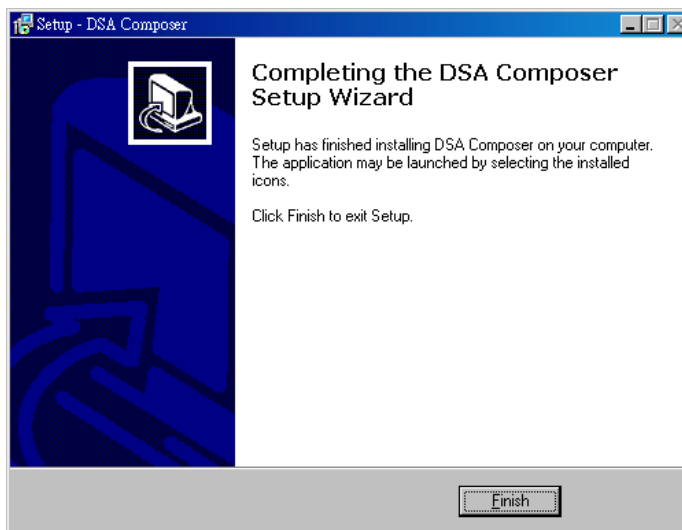 Setup - DSA Composer
Completing the DSA Composer
Setup Wizard
Setup has finished installing DSA Composer on your computer.
The application may be launched by selecting the installed
icons.
Click Finish to exit Setup.
Finish